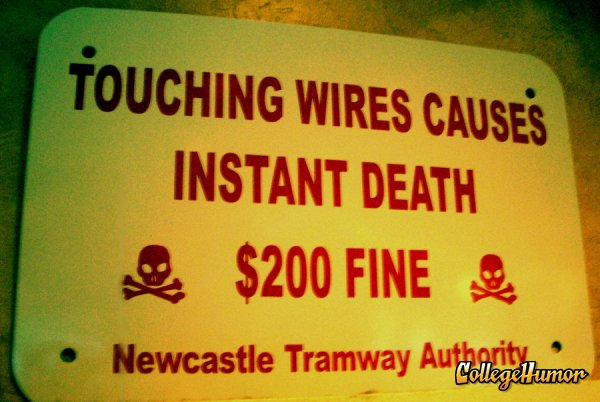 TOUCHING WIRES CAUSES
INSTANT DEATH
$200 FINE
Newcastle Tramway Authority
CollegeHumor